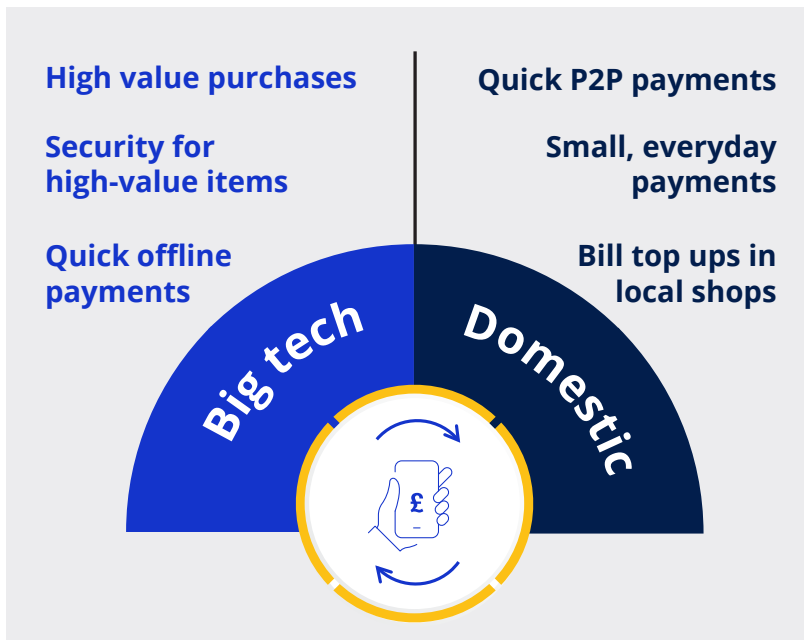 High value purchases
Security for
high-value items
Quick offline
payments
Quick P2P payments
Small, everyday
payments
Bill top ups in
local shops
Big tech
Domestic
£